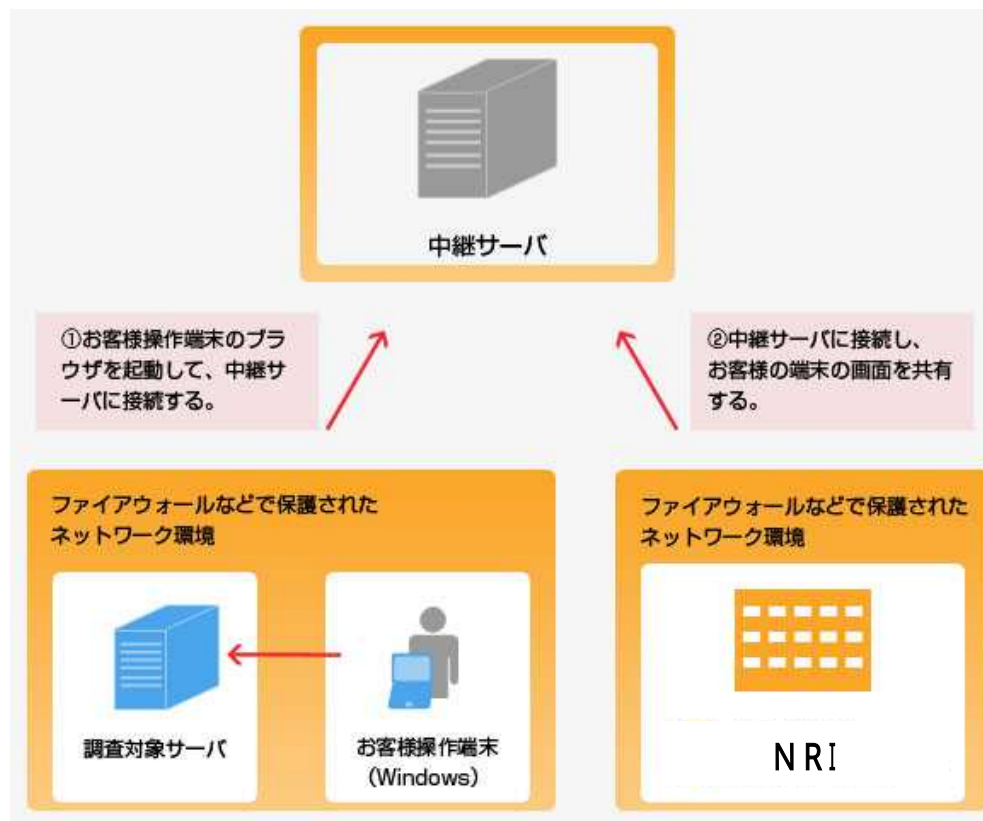 中継サーバ
①お客様操作端末のブラ
ウザを起動して、中継サ
ーバに接続する。
②中継サーバに接続し、
お客様の端末の画面を共有
する。
ファイアウォールなどで保護された
ネットワーク環境
調査対象サーバ
お客様操作端末
(Windows)
ファイアウォールなどで保護された
ネットワーク環境
NRI